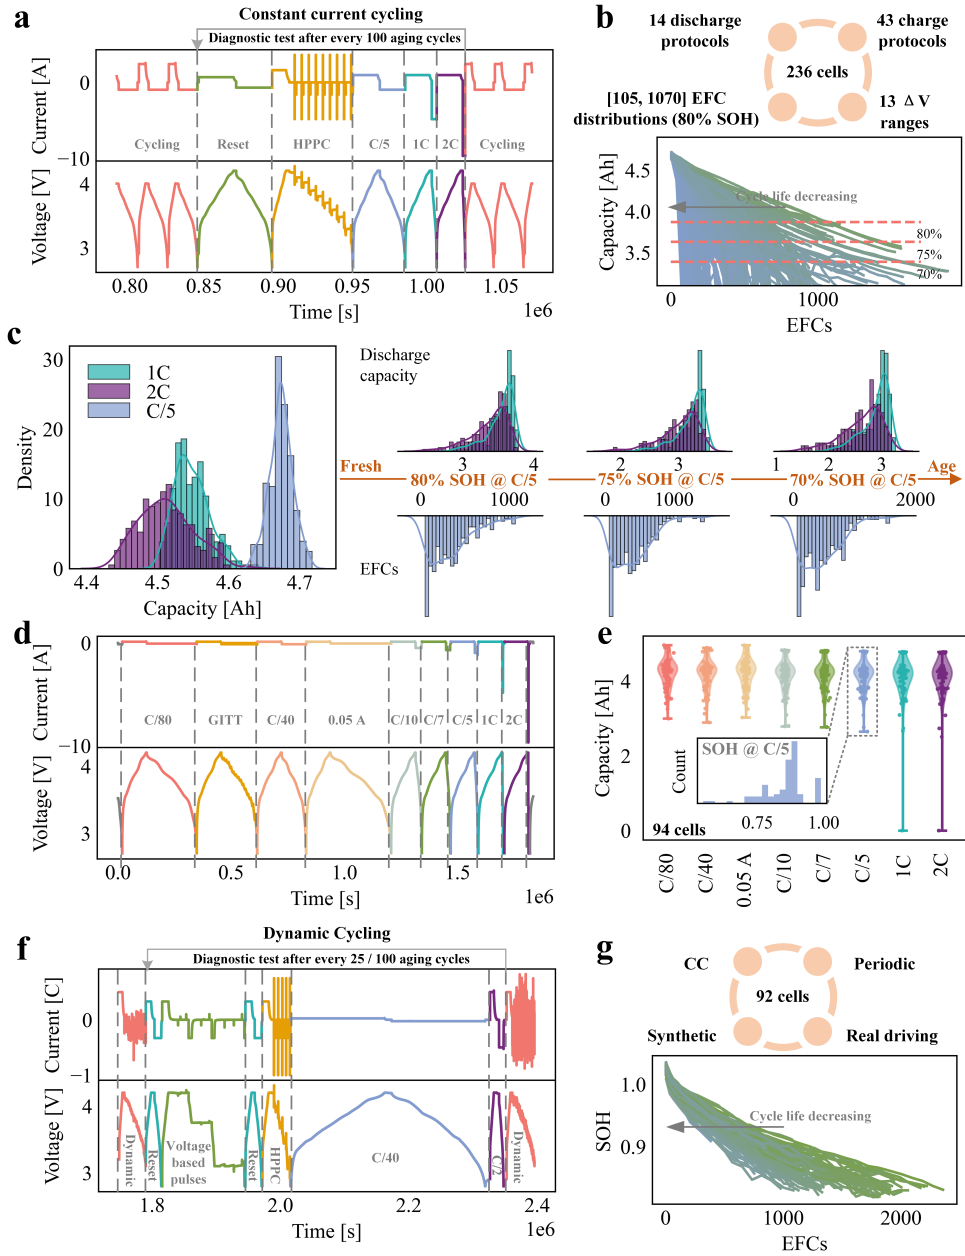 a
Constant current cycling
Diagnostic test after every 100 aging cycles
Current [A]
0
−10
Cycling
Reset
HPPC
C/5
1C
2C
Cycling
Voltage [V]
4
3
0.80
0.85
0.90
0.95
1.00
1.05
Time [s]
1e6
b
14 discharge
protocols
43 charge
protocols
236 cells
[105, 1070] EFC
distributions (80% SOH)
13 Δ V
ranges
Capacity [Ah]
4.5
4.0
3.5
Cycle life decreasing
80%
75%
70%
0
1000
EFCs
c
Density
30
20
10
0
1C
2C
C/5
4.4
4.5
4.6
4.7
Capacity [Ah]
Discharge
capacity
3
4
2
3
1
2
3
Fresh
80% SOH @ C/5
75% SOH @ C/5
70% SOH @ C/5
Age
0
1000
0
1000
0
2000
EFCs
d
Current [A]
0
−10
C/80
GITT
C/40
0.05 A
C/10
C/7
C/5
1C
2C
Voltage [V]
4
3
0.0
0.5
1.0
1.5
Time [s]
1e6
e
Capacity [Ah]
4
2
0
SOH @ C/5
Count
0.75
1.00
94 cells
C/80
C/40
0.05 A
C/10
C/7
C/5
1C
2C
f
Dynamic Cycling
Diagnostic test after every 25 / 100 aging cycles
Current [C]
0
−1
Voltage [V]
4
3
Dynamic
Reset
Voltage
based
pulses
Reset
HPPC
C/40
C/2
Dynamic
1.8
2.0
2.2
2.4
Time [s]
1e6
g
CC
Periodic
92 cells
Synthetic
Real driving
SOH
1.0
0.9
Cycle life decreasing
0
1000
2000
EFCs